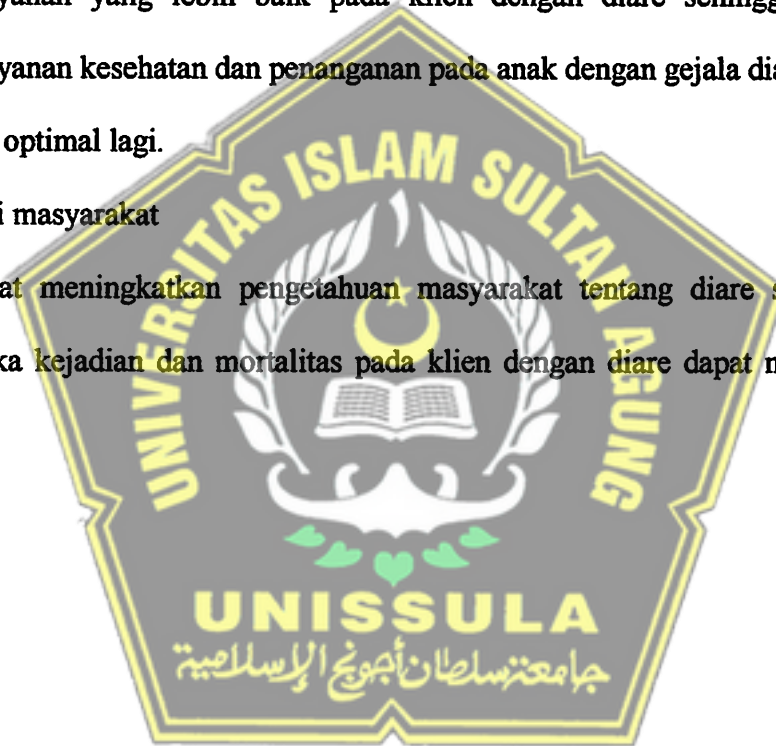 yanan yang lebih baik pada klien dengan diare sehingg
yanan kesehatan dan penanganan pada anak dengan gejala dia
optimal lagi.
i masyarakat
at meningkatkan pengetahuan masyarakat tentang diare s
ka kejadian dan mortalitas pada klien dengan diare dapat
UNIVERSITAS ISLAM SULTAN AGUNG
UNISSULA
جامعة سلطان أجونج الإسلامية